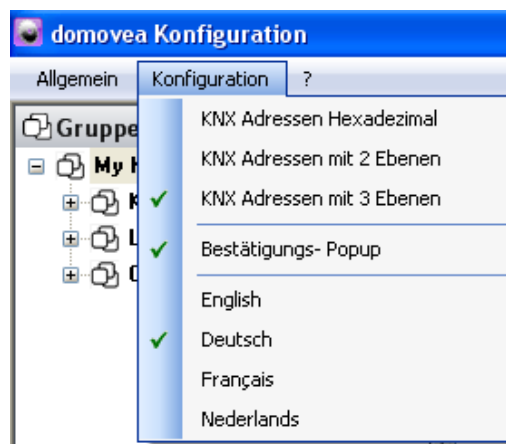 domovea Konfiguration
Allgemein Konfiguration ?
Gruppe
My
KNX Adressen Hexadezimal
KNX Adressen mit 2 Ebenen
KNX Adressen mit 3 Ebenen
Bestätigungs- Popup
English
Deutsch
Français
Nederlands